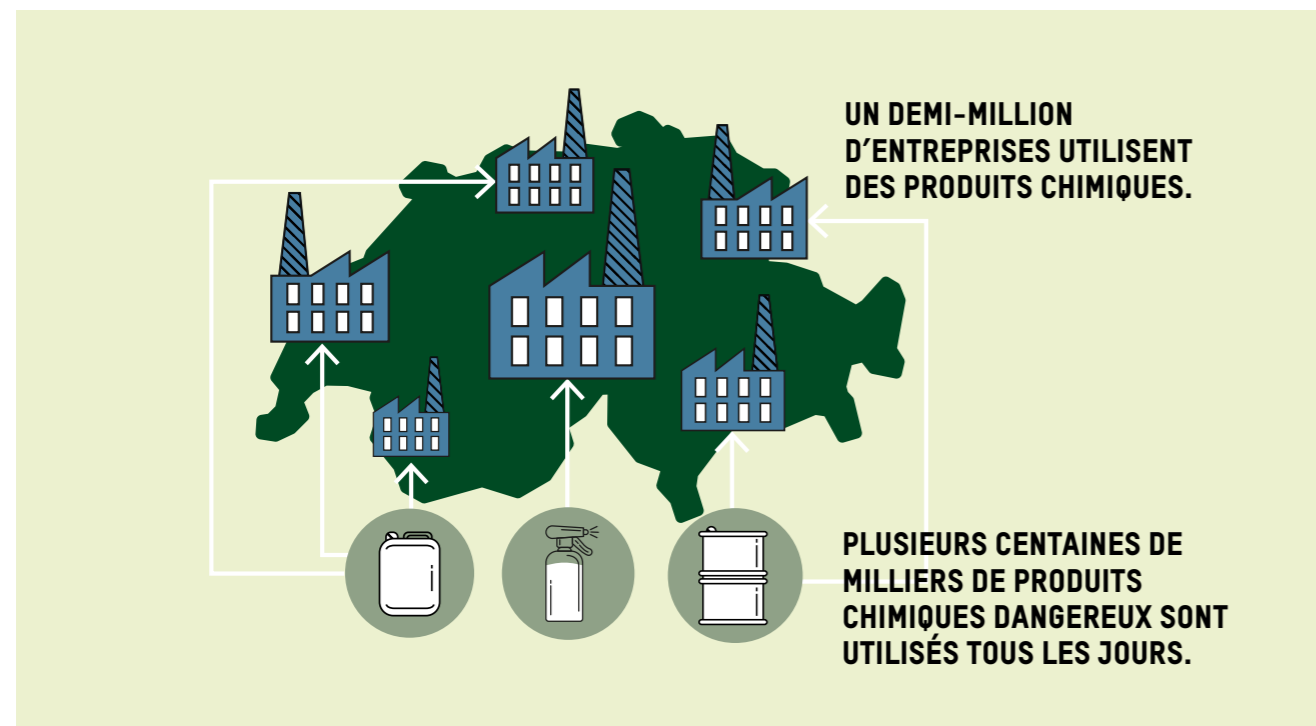 UN DEMI-MILLION
D’ENTREPRISES UTILISENT
DES PRODUITS CHIMIQUES.
PLUSIEURS CENTAINES DE
MILLIERS DE PRODUITS
CHIMIQUES DANGEREUX SONT
UTILISÉS TOUS LES JOURS.